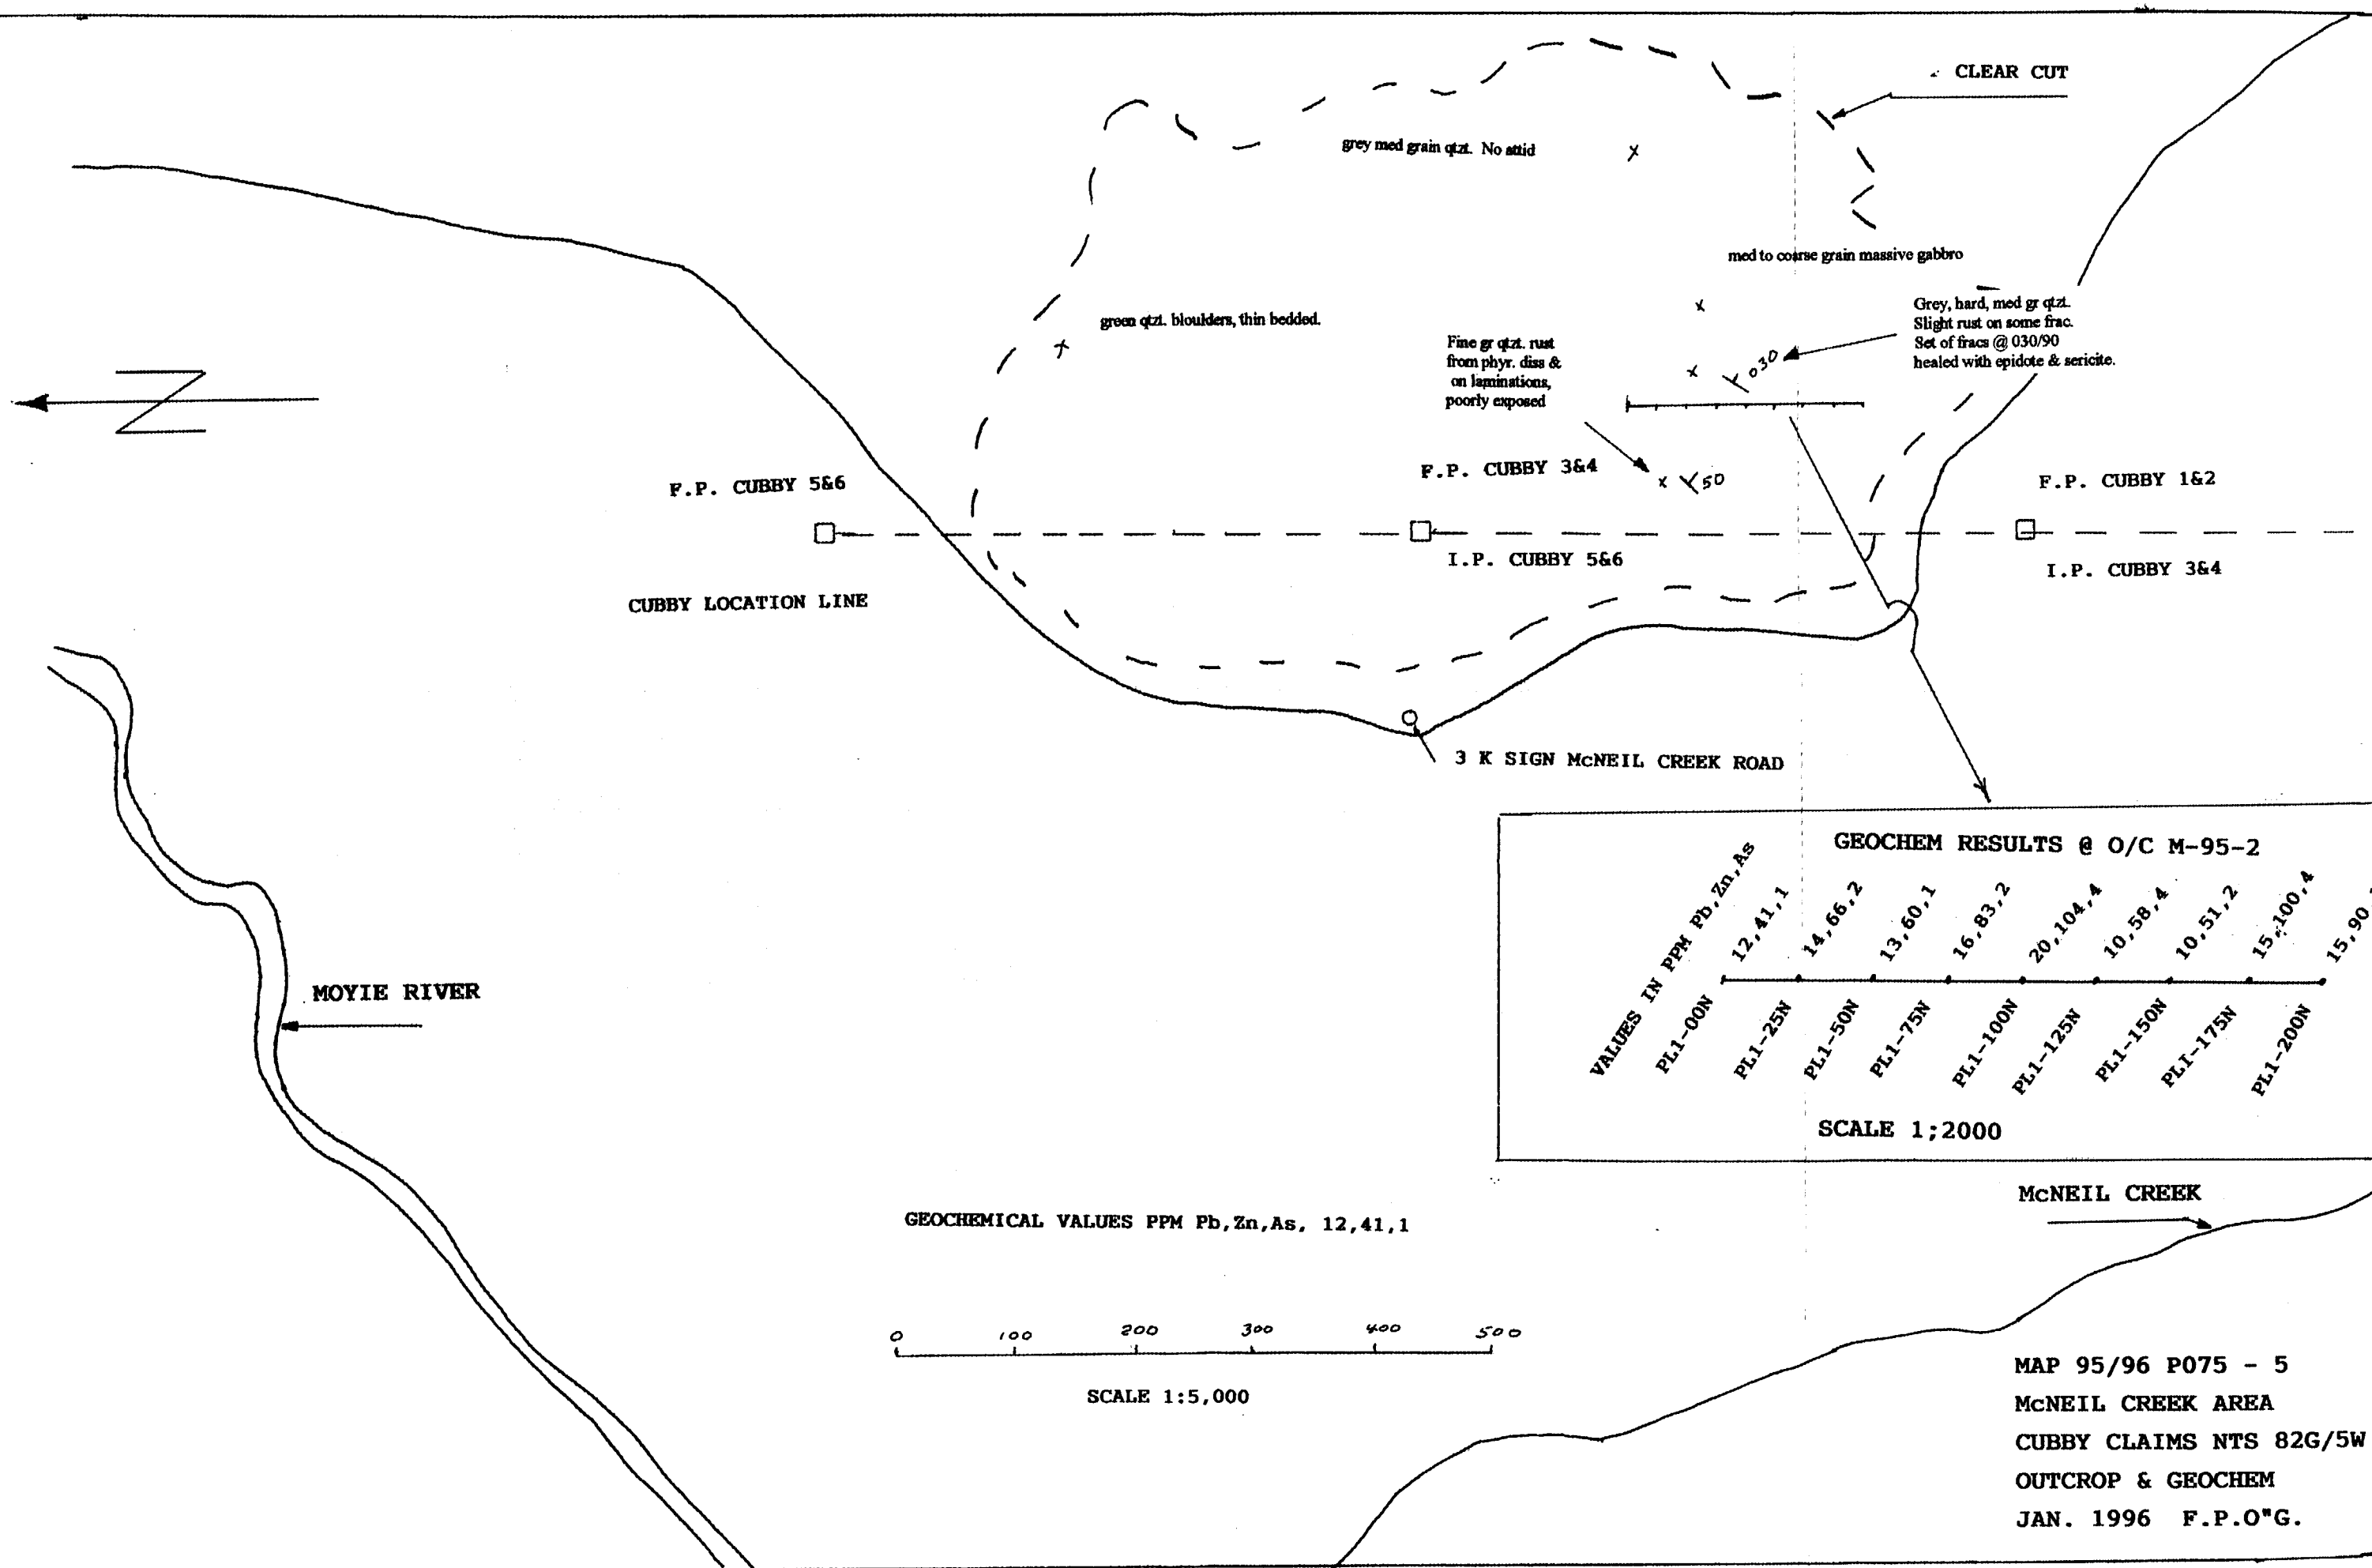 CLEAR CUT
grey med grain qtzt. No attid
x
med to coarse grain massive gabbro
green qtzt. bloulders, thin bedded.
x
x
Grey, hard, med gr qtzt.
Slight rust on some frac.
Set of fracs @ 030/90
healed with epidote & sericite.
Fine gr qtzt. rust
from phyr. diss &
on laminations,
poorly exposed
x
030
N
F.P. CUBBY 5&6
F.P. CUBBY 3&4
x 50
F.P. CUBBY 1&2
I.P. CUBBY 5&6
I.P. CUBBY 3&4
CUBBY LOCATION LINE
3 K SIGN McNEIL CREEK ROAD
GEOCHEM RESULTS @ O/C M-95-2
VALUES IN PPM Pb,Zn,As
12,41,1
14,66,2
13,60,1
16,83,2
20,104,4
10,58,4
10,51,2
15,100,4
15,90,
PL1-00N
PL1-25N
PL1-50N
PL1-75N
PL1-100N
PL1-125N
PL1-150N
PLI-175N
PL1-200N
SCALE 1;2000
MOYIE RIVER
McNEIL CREEK
GEOCHEMICAL VALUES PPM Pb,Zn,As, 12,41,1
0 100 200 300 400 500
SCALE 1:5,000
MAP 95/96 P075 - 5
McNEIL CREEK AREA
CUBBY CLAIMS NTS 82G/5W
OUTCROP & GEOCHEM
JAN. 1996 F.P.O"G.